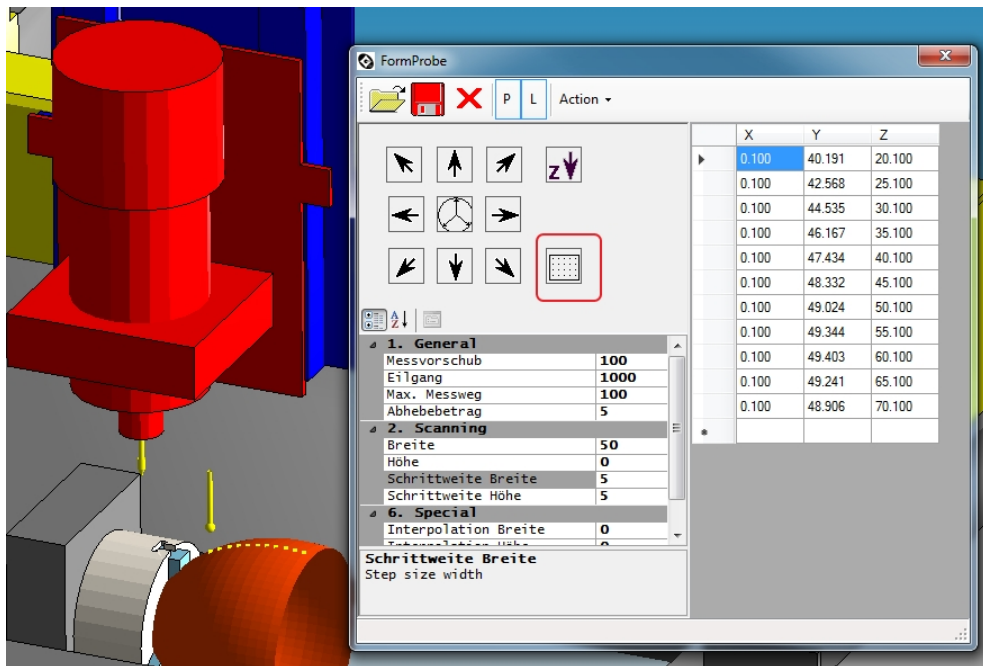 FormProbe
P L Action
X Y Z
0.100 40.191 20.100
0.100 42.568 25.100
0.100 44.535 30.100
0.100 46.167 35.100
0.100 47.434 40.100
0.100 48.332 45.100
0.100 49.024 50.100
0.100 49.344 55.100
0.100 49.403 60.100
0.100 49.241 65.100
0.100 48.906 70.100
Z
A Z
1. General
Messvorschub 100
Eilgang 1000
Max. Messweg 100
Abhebebetrag 5
2. Scanning
Breite 50
Höhe 0
Schrittweite Breite 5
Schrittweite Höhe 5
6. Special
Interpolation Breite 0
Interpolation Höhe 0
Schrittweite Breite
Step size width